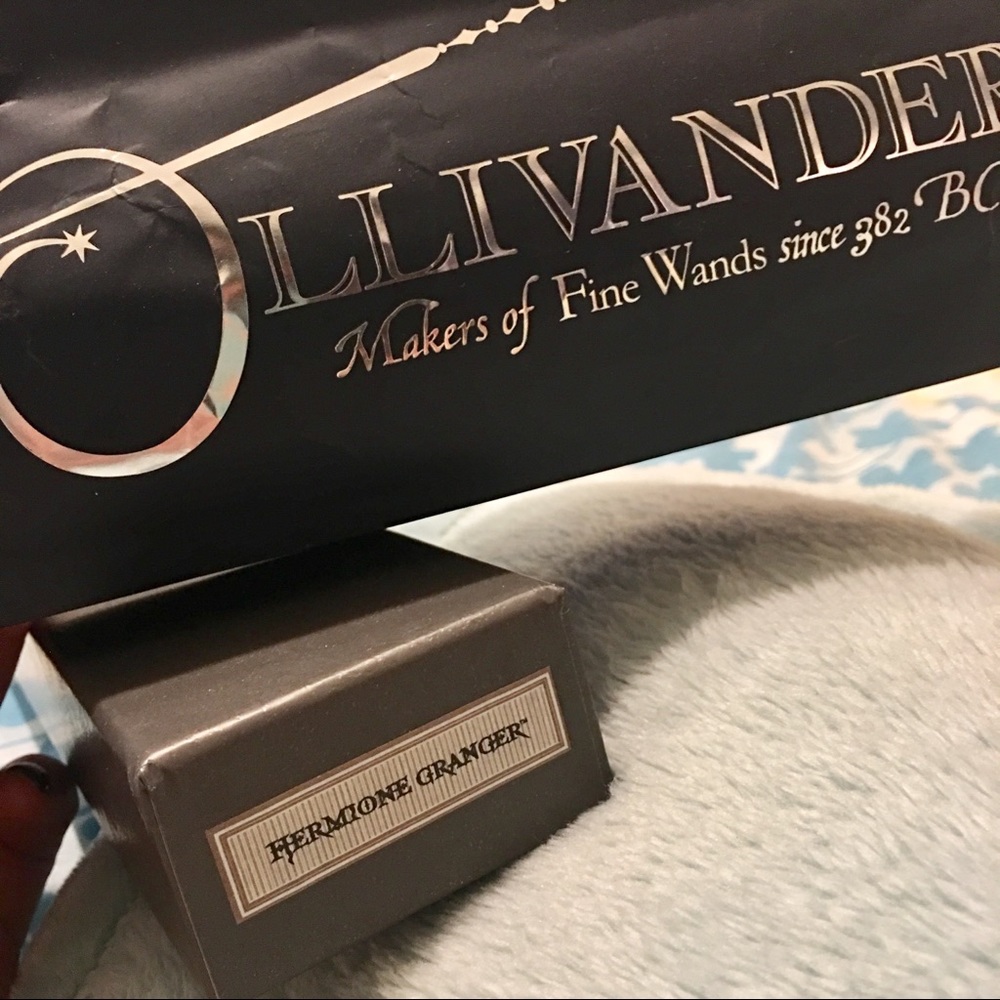 OLLIVANDER
Makers of Fine Wands since 382 BC
HERMIONE GRANGER™